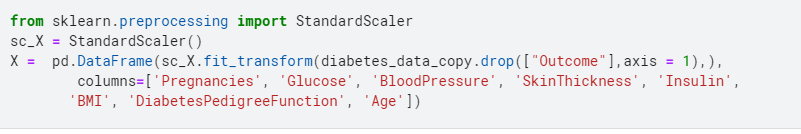 from sklearn.preprocessing import StandardScaler
sc_X = StandardScaler()
X =  pd.DataFrame(sc_X.fit_transform(diabetes_data_copy.drop(["Outcome"],axis = 1),),
        columns=['Pregnancies', 'Glucose', 'BloodPressure', 'SkinThickness', 'Insulin',
       'BMI', 'DiabetesPedigreeFunction', 'Age'])